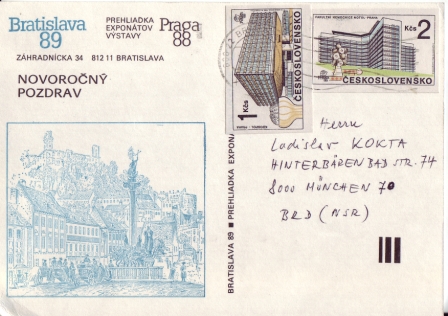 Bratislava 89
PREHLIADKA EXPONÁTOV VÝSTAVY
Praga 88
ZÁHRADNÍCKA 34 812 11 BRATISLAVA
NOVOROČNÝ
POZDRAV
1 Kčs
ČESKOSLOVENSKO
Kčs 2
ČESKOSLOVENSKO
Herrn
Ladislav KOKTA
HINTERBÄRENBAD STR. 74
8000 MÜNCHEN 70
BRD (NSR)
BRATISLAVA 89 ■ PREHLIADKA EXPONÁ